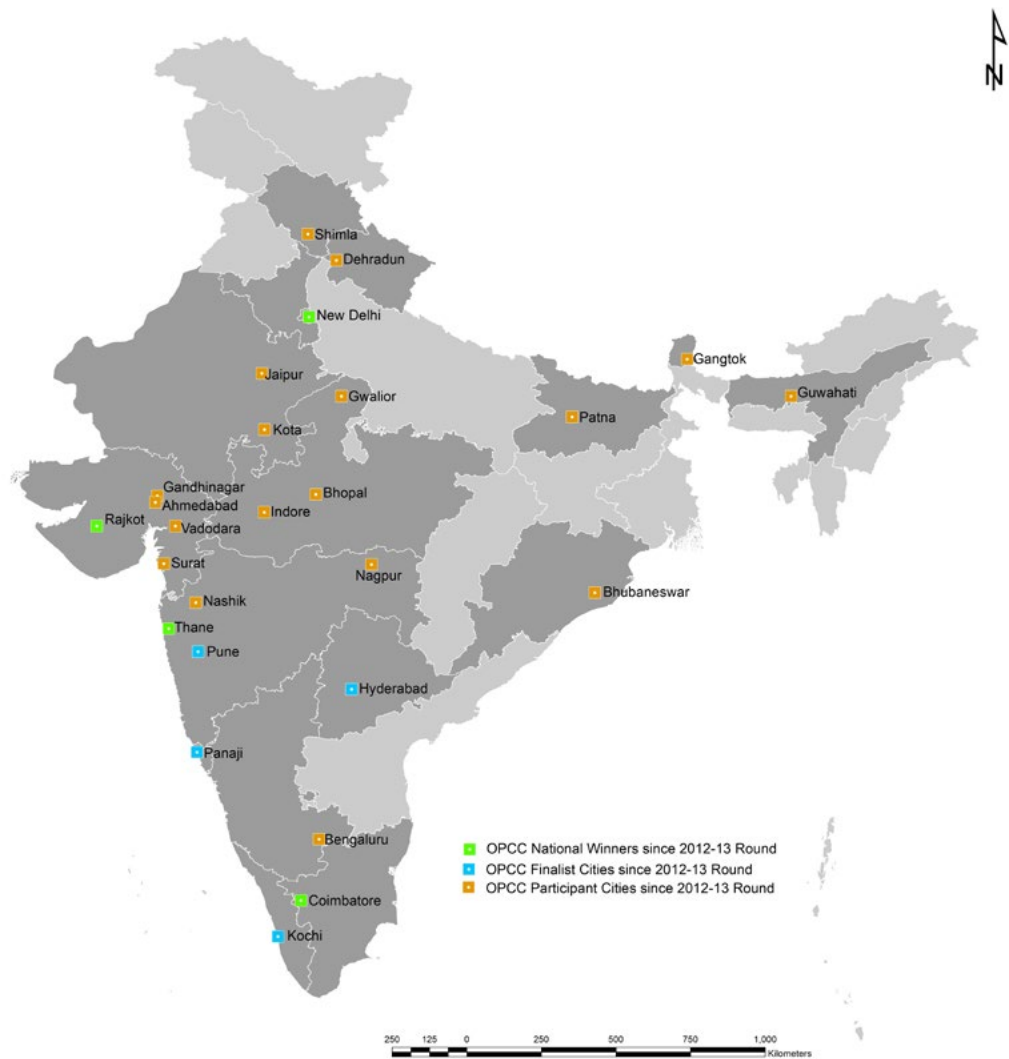 N
Shimla
Dehradun
New Delhi
Gangtok
Jaipur
Guwahati
Gwalior
Patna
Kota
Gandhinagar
Bhopal
Ahmedabad
Indore
Rajkot
Vadodara
Surat
Nagpur
Bhubaneswar
Nashik
Thane
Pune
Hyderabad
Panaji
Bengaluru
OPCC National Winners since 2012-13 Round
OPCC Finalist Cities since 2012-13 Round
OPCC Participant Cities since 2012-13 Round
Coimbatore
Kochi
250 125 0 250 500 750 1,000
Kilometers